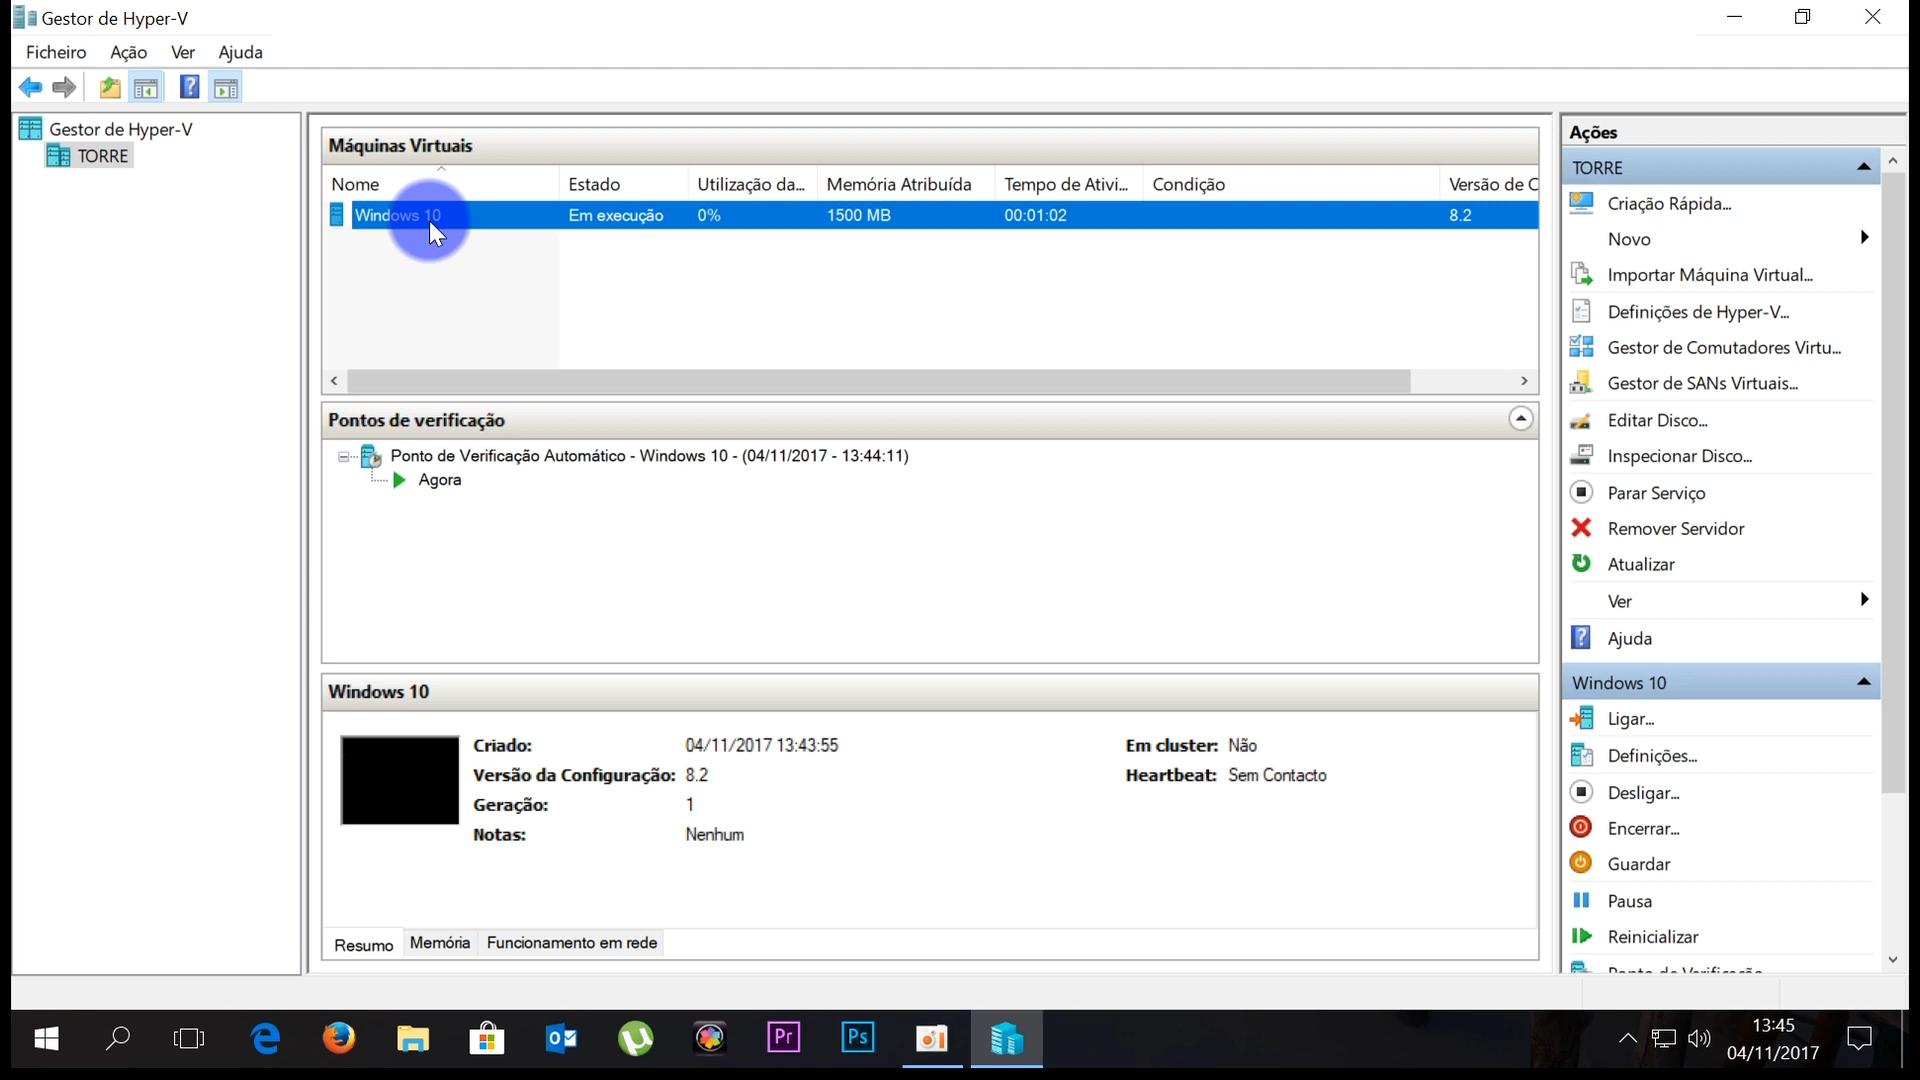 Gestor de Hyper-V
Ficheiro Ação Ver Ajuda
Gestor de Hyper-V
TORRE
Máquinas Virtuais
Nome Estado Utilização da... Memória Atribuída Tempo de Ativi... Condição Versão de C
Windows 10 Em execução 0% 1500 MB 00:01:02 8.2
Pontos de verificação
Ponto de Verificação Automático - Windows 10 - (04/11/2017 - 13:44:11)
Agora
Windows 10
Criado: 04/11/2017 13:43:55
Versão da Configuração: 8.2
Geração: 1
Notas: Nenhum
Em cluster: Não
Heartbeat: Sem Contacto
Resumo Memória Funcionamento em rede
Ações
TORRE
Criação Rápida...
Novo
Importar Máquina Virtual...
Definições de Hyper-V...
Gestor de Comutadores Virtu...
Gestor de SANs Virtuais...
Editar Disco...
Inspecionar Disco...
Parar Serviço
Remover Servidor
Atualizar
Ver
Ajuda
Windows 10
Ligar...
Definições...
Desligar...
Encerrar...
Guardar
Pausa
Reinicializar
Ponto de Verificação
Pr
Ps
13:45
04/11/2017